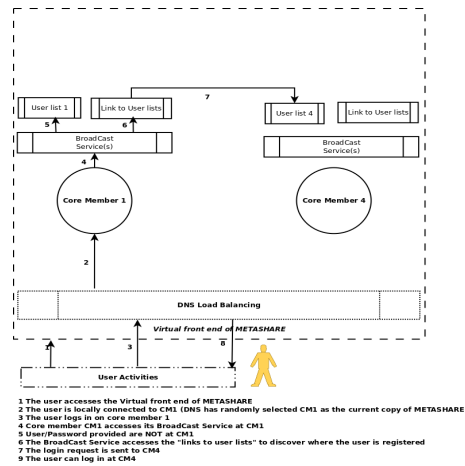 7
User list 1
Link to User lists
User list 4
Link to User lists
5
6
BroadCast
Service(s)
BroadCast
Service(s)
4
Core Member 1
Core Member 4
2
DNS Load Balancing
Virtual front end of METASHARE
1
3
8
User Activities
1 The user accesses the Virtual front end of METASHARE
2 The user is locally connected to CM1 (DNS has randomly selected CM1 as the current copy of METASHARE
3 The user logs in on core member 1
4 Core member CM1 accesses its BroadCast Service at CM1
5 User/Password provided are NOT at CM1
6 The BroadCast Service accesses the "links to user lists" to discover where the user is registered
7 The login request is sent to CM4
9 The user can log in at CM4